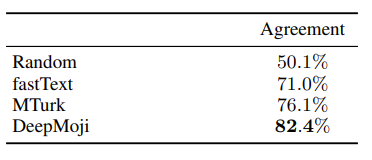 Agreement
Random 50.1%
fastText 71.0%
MTurk 76.1%
DeepMoji 82.4%